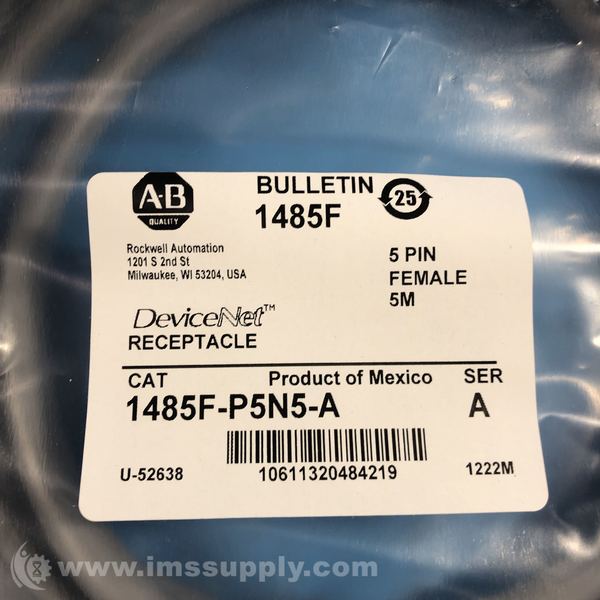 A-B
QUALITY
BULLETIN
1485F
25
Rockwell Automation
1201 S 2nd St
Milwaukee, WI 53204, USA
5 PIN
FEMALE
5M
DeviceNet™
RECEPTACLE
CAT Product of Mexico SER
1485F-P5N5-A A
U-52638 10611320484219 1222M
www.imssupply.com